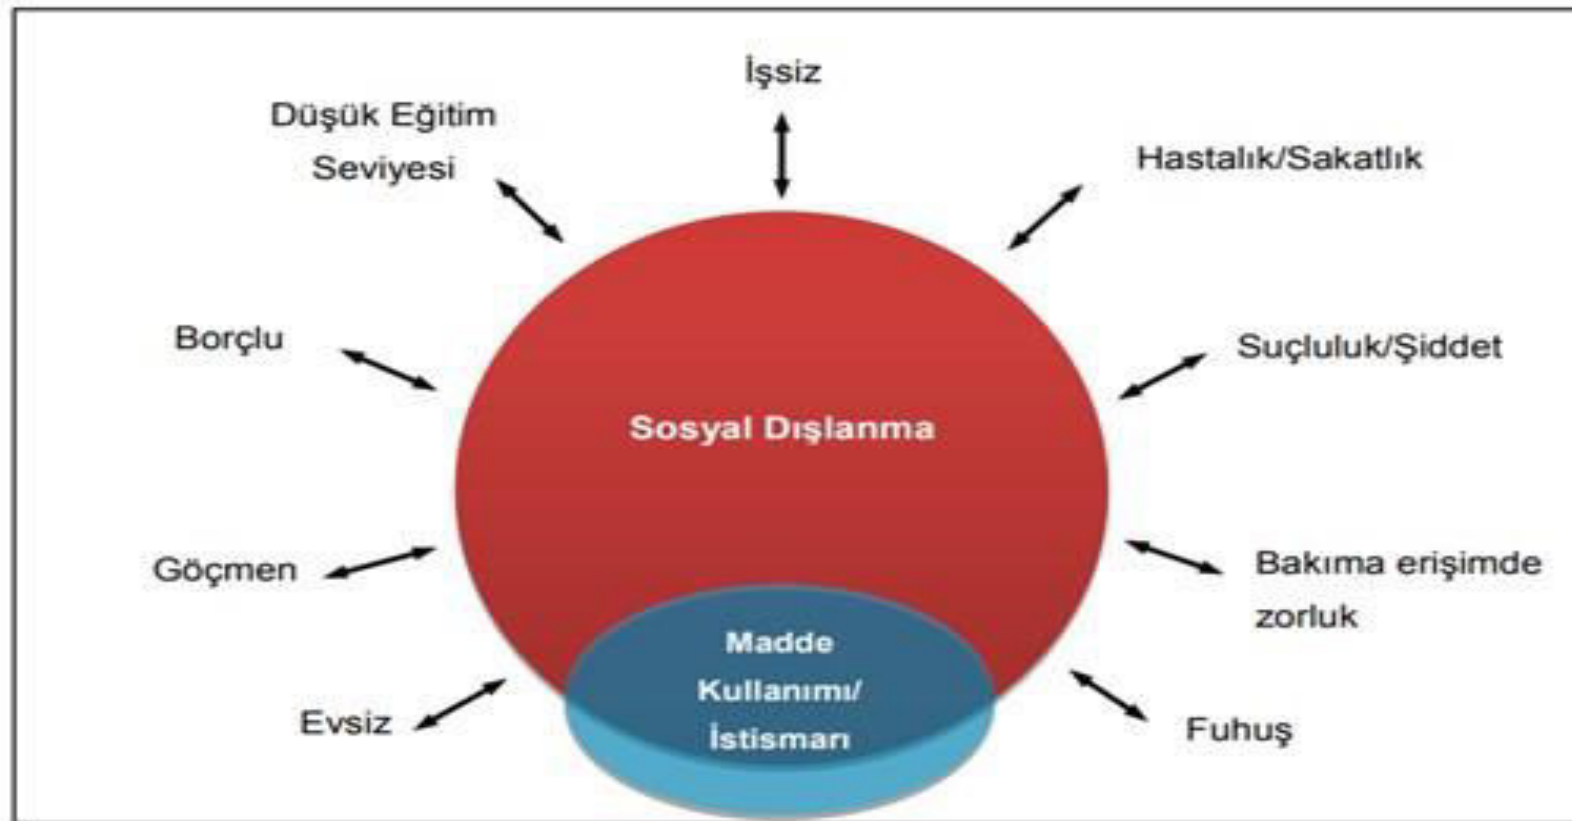 İşsiz
Düşük Eğitim
Seviyesi
Hastalık/Sakatlık
Borçlu
Suçluluk/Şiddet
Sosyal Dışlanma
Göçmen
Bakıma erişimde
zorluk
Madde
Kullanımı/
İstismarı
Evsiz
Fuhuş